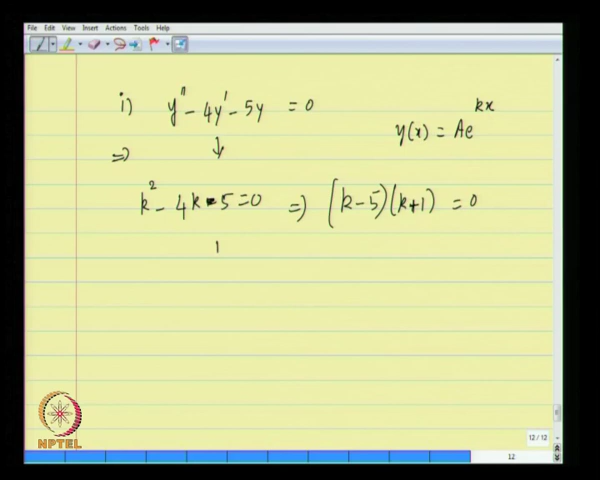 File Edit View Insert Actions Tools Help
i) y'' - 4y' - 5y = 0
y(x) = Ae^{kx}
⇒ ↓
k² - 4k - 5 = 0 ⇒ (k - 5)(k + 1) = 0
NPTEL
12 / 12
12